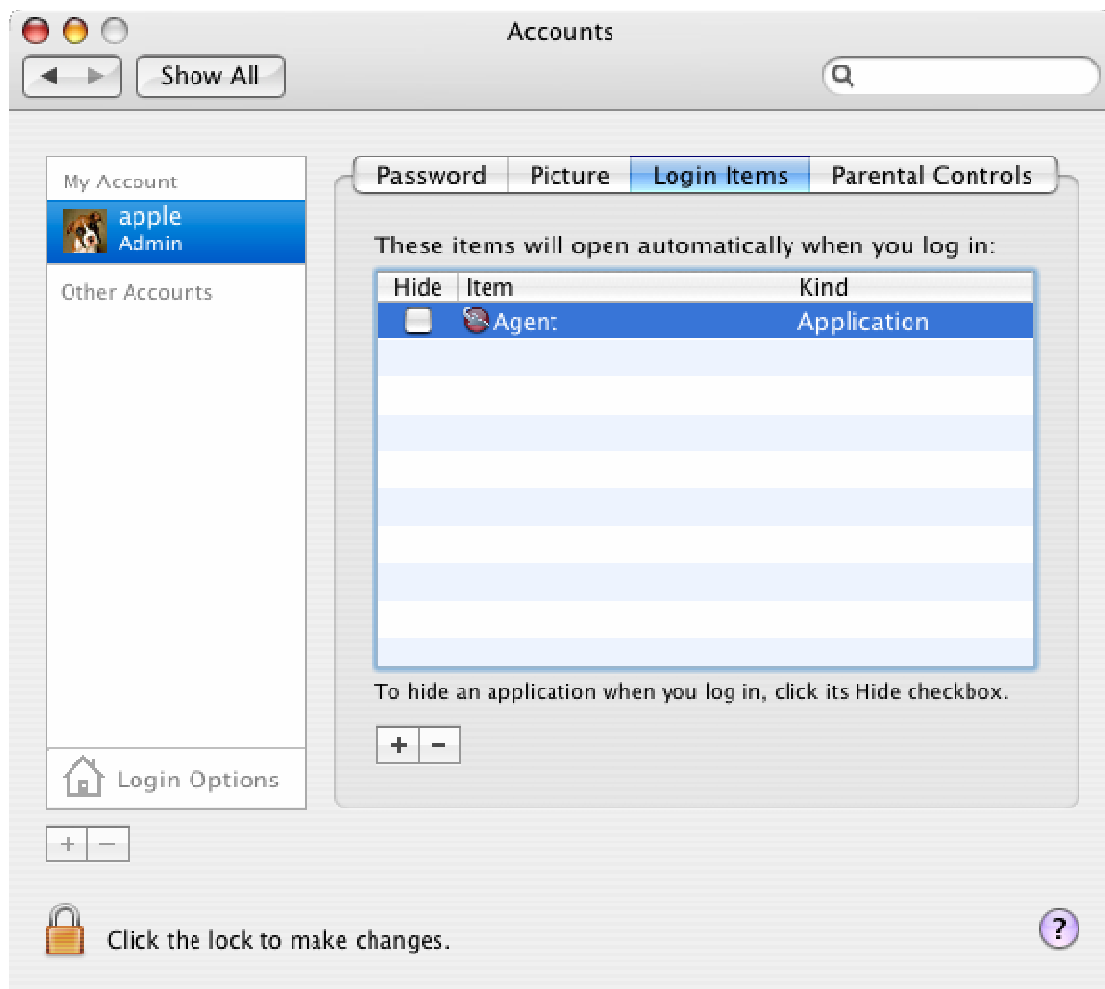 Accounts
Show All
My Account
apple
Admin
Other Accounts
Login Options
+ −
Password Picture Login Items Parental Controls
These items will open automatically when you log in:
Hide Item Kind
Agent Application
To hide an application when you log in, click its Hide checkbox.
+ −
Click the lock to make changes.
?